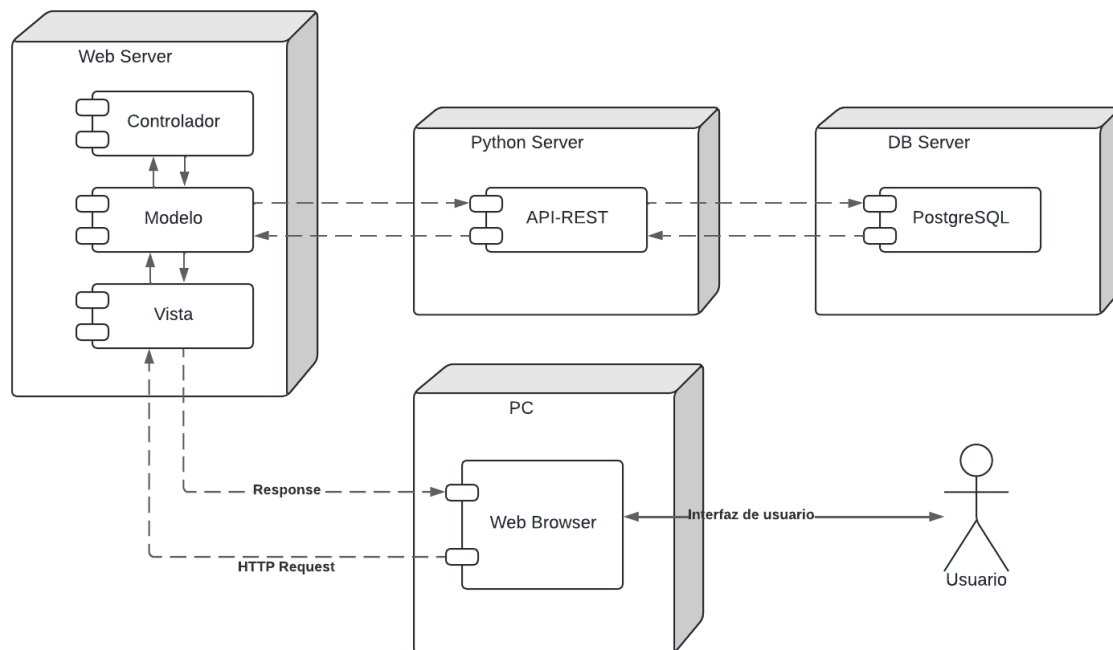 Web Server
Controlador
Modelo
Vista
Python Server
API-REST
DB Server
PostgreSQL
PC
Web Browser
Response
HTTP Request
Interfaz de usuario
Usuario